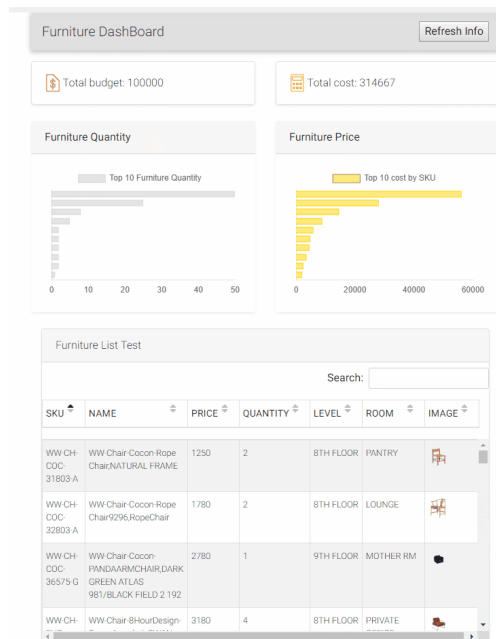 Furniture DashBoard
Refresh Info
Total budget: 100000
Total cost: 314667
Furniture Quantity
Furniture Price
Top 10 Furniture Quantity
Top 10 cost by SKU
0 10 20 30 40 50
0 20000 40000 60000
Furniture List Test
Search:
SKU NAME PRICE QUANTITY LEVEL ROOM IMAGE
WW-CH- WW-Chair-Cocon-Rope 1250 2 8TH FLOOR PANTRY
COC- Chair,NATURAL FRAME
31803-A
WW-CH- WW-Chair-Cocon-Rope 1780 2 8TH FLOOR LOUNGE
COC- Chair9296,RopeChair
32803-A
WW-CH- WW-Chair-Cocon- 2780 1 9TH FLOOR MOTHER RM
COC- PANDAARMCHAIR,DARK
36575-G GREEN ATLAS
981/BLACK FIELD 2 192
WW-CH- WW-Chair-8HourDesign- 3180 4 8TH FLOOR PRIVATE